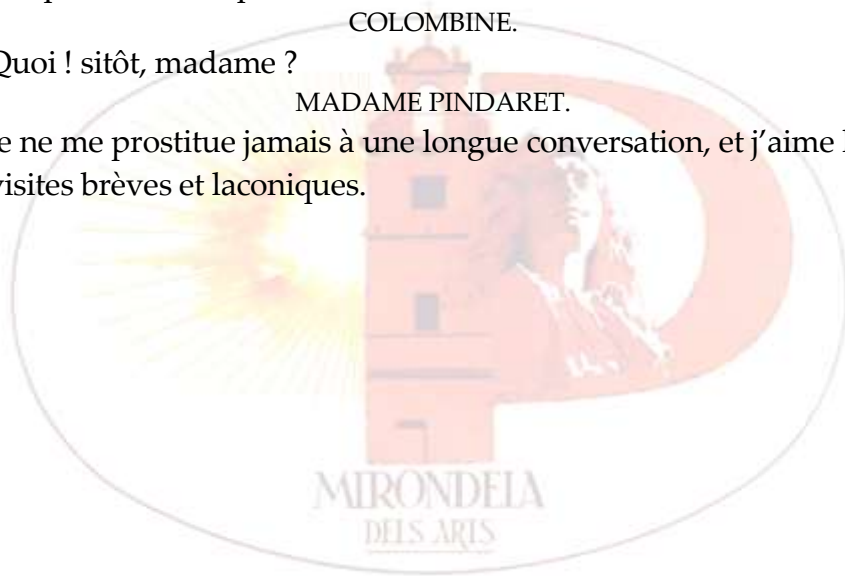 COLOMBINE.
Quoi ! sitôt, madame ?
MADAME PINDARET.
e ne me prostitue jamais à une longue conversation, et j’aime
visites brèves et laconiques.
MIRONDELA
DELS ARTS